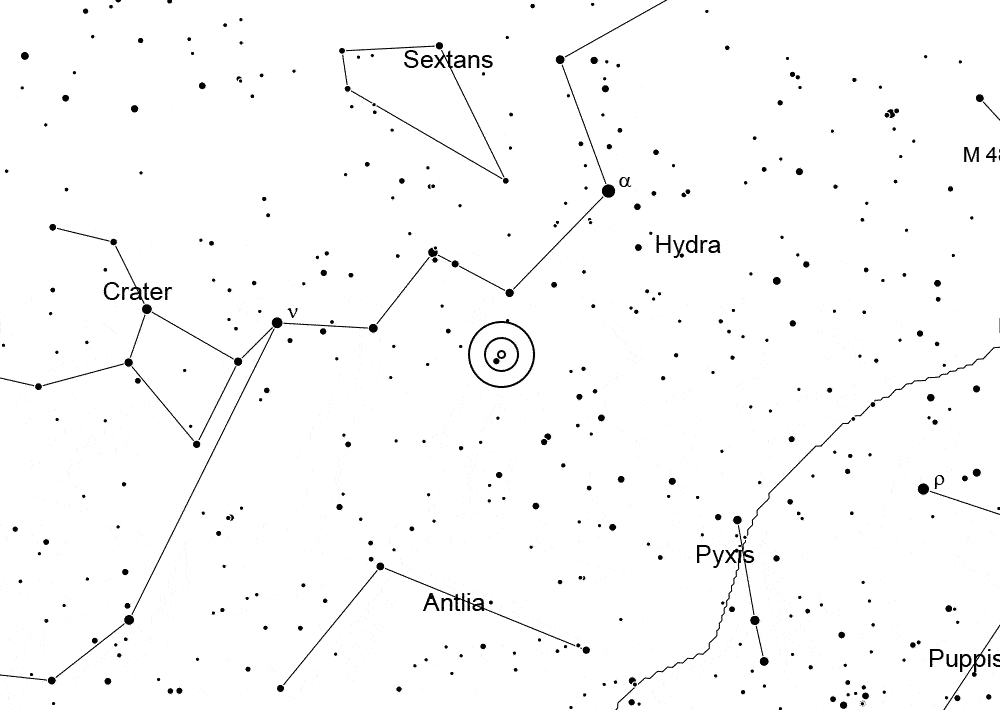 Sextans
M 48
α
Hydra
Crater
ν
ρ
Pyxis
Antlia
Puppis